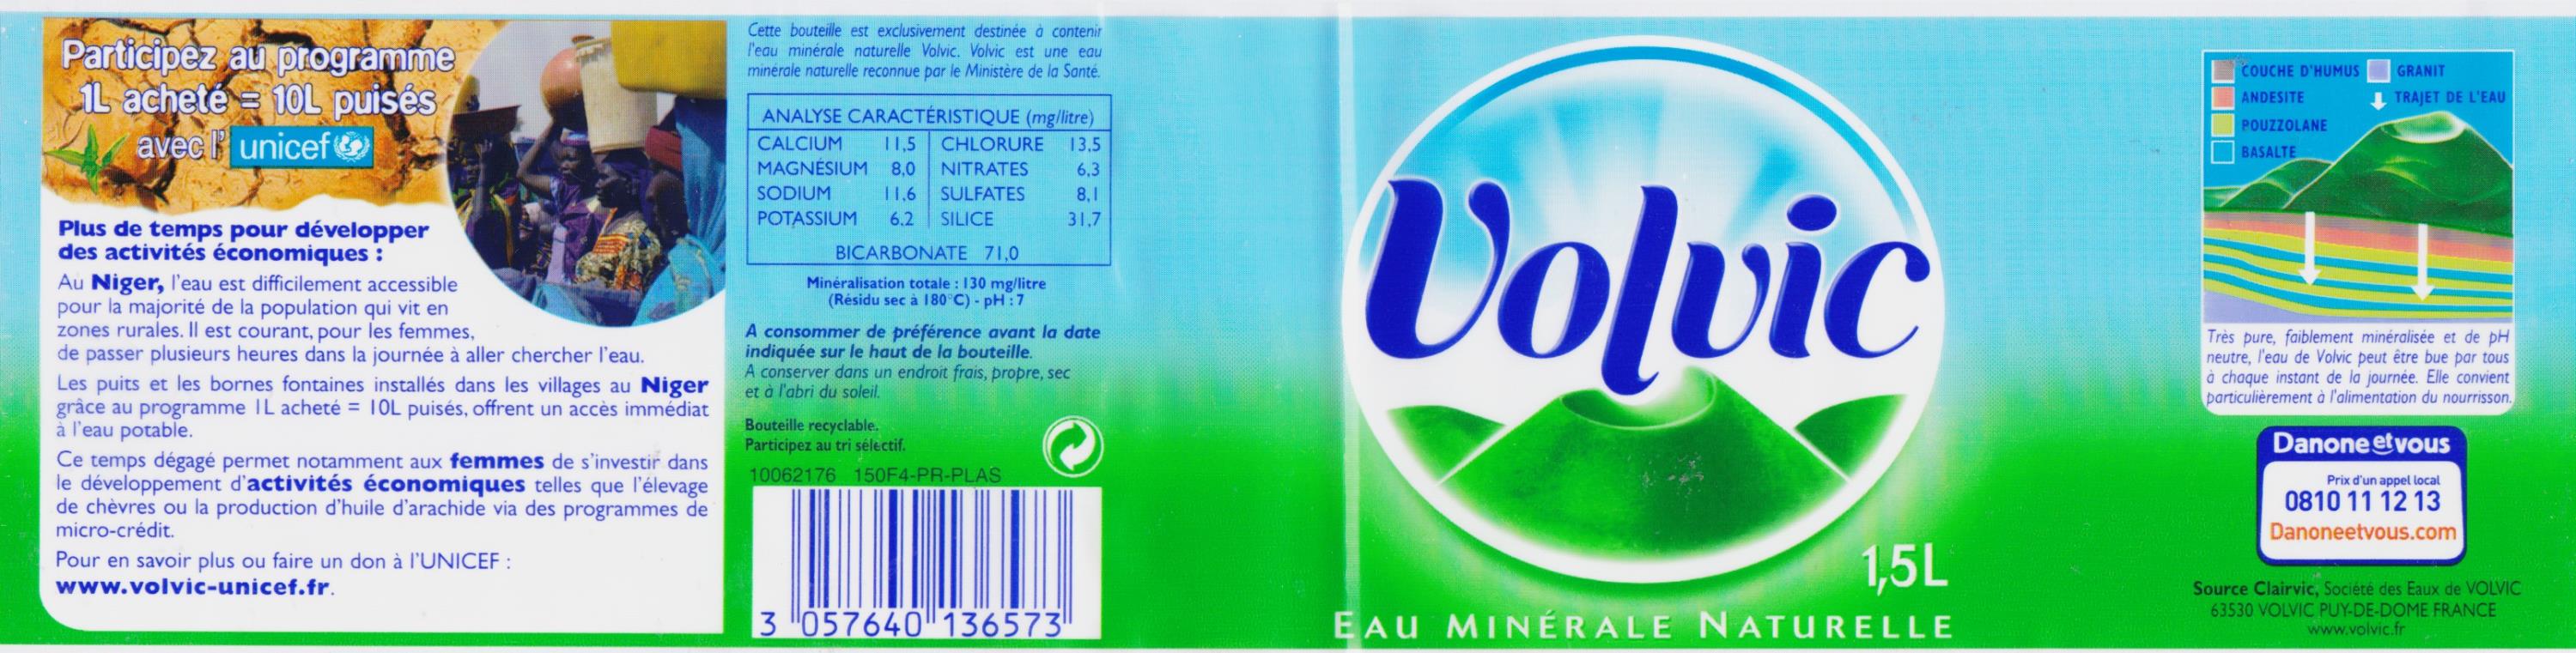 Participez au programme
1L acheté = 10L puisés
avec l' unicef
Plus de temps pour développer
des activités économiques :
Au Niger, l'eau est difficilement accessible
pour la majorité de la population qui vit en
zones rurales. Il est courant, pour les femmes,
de passer plusieurs heures dans la journée à aller chercher l'eau.
Les puits et les bornes fontaines installés dans les villages au Niger
grâce au programme 1L acheté = 10L puisés, offrent un accès immédiat
à l'eau potable.
Ce temps dégagé permet notamment aux femmes de s'investir dans
le développement d'activités économiques telles que l'élevage
de chèvres ou la production d'huile d'arachide via des programmes de
micro-crédit.
Pour en savoir plus ou faire un don à l'UNICEF :
www.volvic-unicef.fr.
Cette bouteille est exclusivement destinée à contenir
l'eau minérale naturelle Volvic. Volvic est une eau
minérale naturelle reconnue par le Ministère de la Santé.
ANALYSE CARACTÉRISTIQUE (mg/litre)
CALCIUM 11,5 CHLORURE 13,5
MAGNÉSIUM 8,0 NITRATES 6,3
SODIUM 11,6 SULFATES 8,1
POTASSIUM 6,2 SILICE 31,7
BICARBONATE 71,0
Minéralisation totale : 130 mg/litre
(Résidu sec à 180°C) - pH : 7
A consommer de préférence avant la date
indiquée sur le haut de la bouteille.
A conserver dans un endroit frais, propre, sec
et à l'abri du soleil.
Bouteille recyclable.
Participez au tri sélectif.
10062176 150F4-PR-PLAS
3 057640 136573
Volvic
1,5L
EAU MINÉRALE NATURELLE
COUCHE D'HUMUS GRANIT
ANDESITE TRAJET DE L'EAU
POUZZOLANE
BASALTE
Très pure, faiblement minéralisée et de pH
neutre, l'eau de Volvic peut être bue par tous
à chaque instant de la journée. Elle convient
particulièrement à l'alimentation du nourrisson.
Danone et vous
Prix d'un appel local
0810 11 12 13
Danoneetvous.com
Source Clairvic, Société des Eaux de VOLVIC
63530 VOLVIC PUY-DE-DOME FRANCE
www.volvic.fr